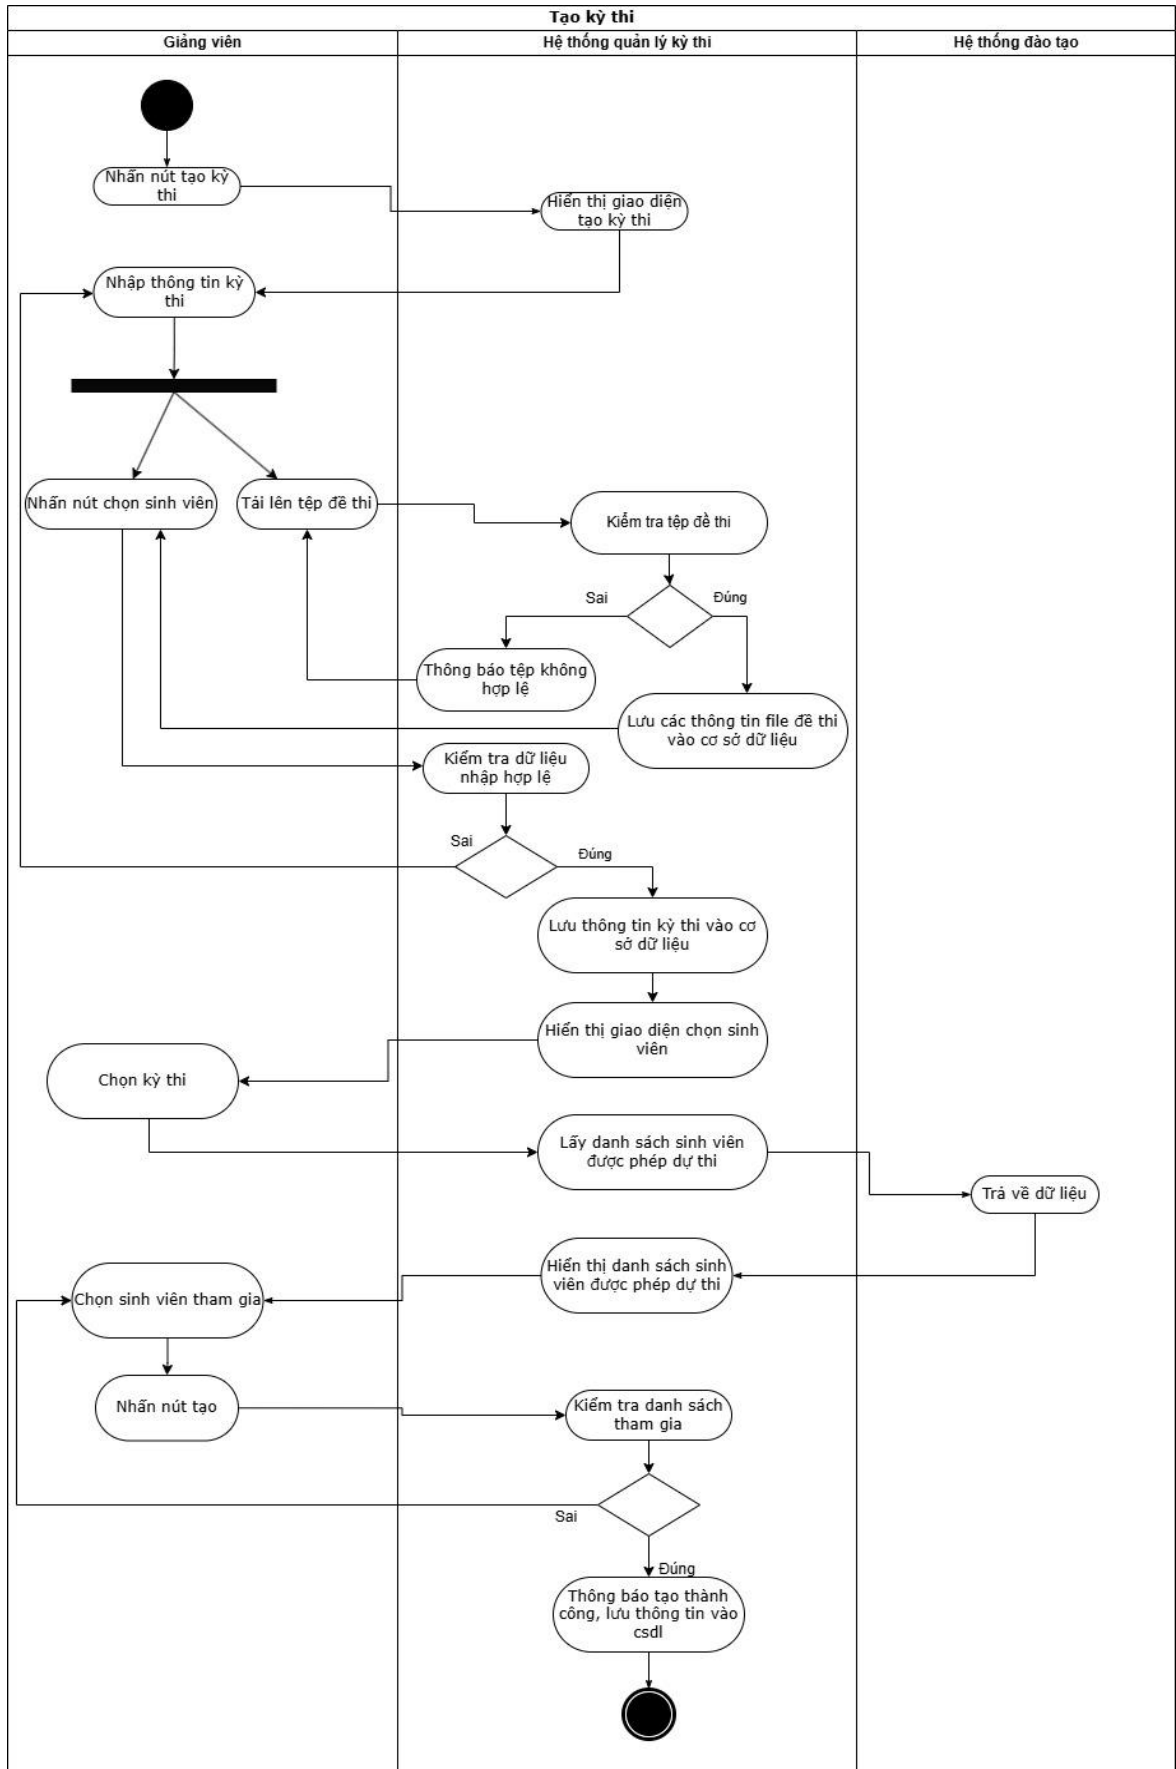 Tạo kỳ thi
Giảng viên
Hệ thống quản lý kỳ thi
Hệ thống đào tạo
Nhấn nút tạo kỳ
thi
Hiển thị giao diện
tạo kỳ thi
Nhập thông tin kỳ
thi
Nhấn nút chọn sinh viên
Tải lên tệp đề thi
Kiểm tra tệp đề thi
Sai
Đúng
Thông báo tệp không
hợp lệ
Lưu các thông tin file đề thi
vào cơ sở dữ liệu
Kiểm tra dữ liệu
nhập hợp lệ
Sai
Đúng
Lưu thông tin kỳ thi vào cơ
sở dữ liệu
Hiển thị giao diện chọn sinh
viên
Chọn kỳ thi
Lấy danh sách sinh viên
được phép dự thi
Trả về dữ liệu
Hiển thị danh sách sinh
viên được phép dự thi
Chọn sinh viên tham gia
Nhấn nút tạo
Kiểm tra danh sách
tham gia
Sai
Đúng
Thông báo tạo thành
công, lưu thông tin vào
csdl